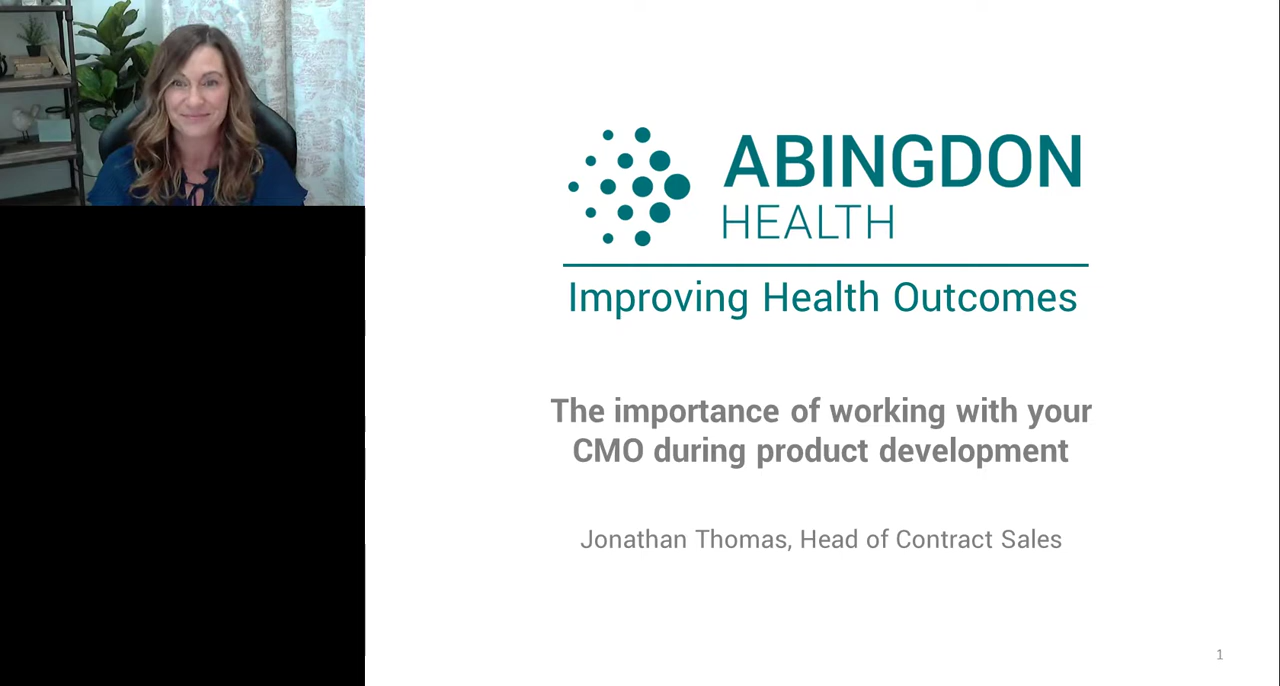 ABINGDON
HEALTH
Improving Health Outcomes
The importance of working with your
CMO during product development
Jonathan Thomas, Head of Contract Sales
1